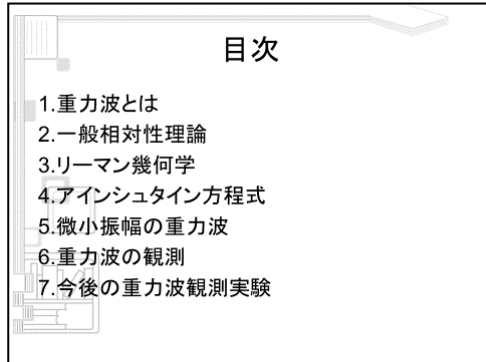 目次
1.重力波とは
2.一般相対性理論
3.リーマン幾何学
4.アインシュタイン方程式
5.微小振幅の重力波
6.重力波の観測
7.今後の重力波観測実験